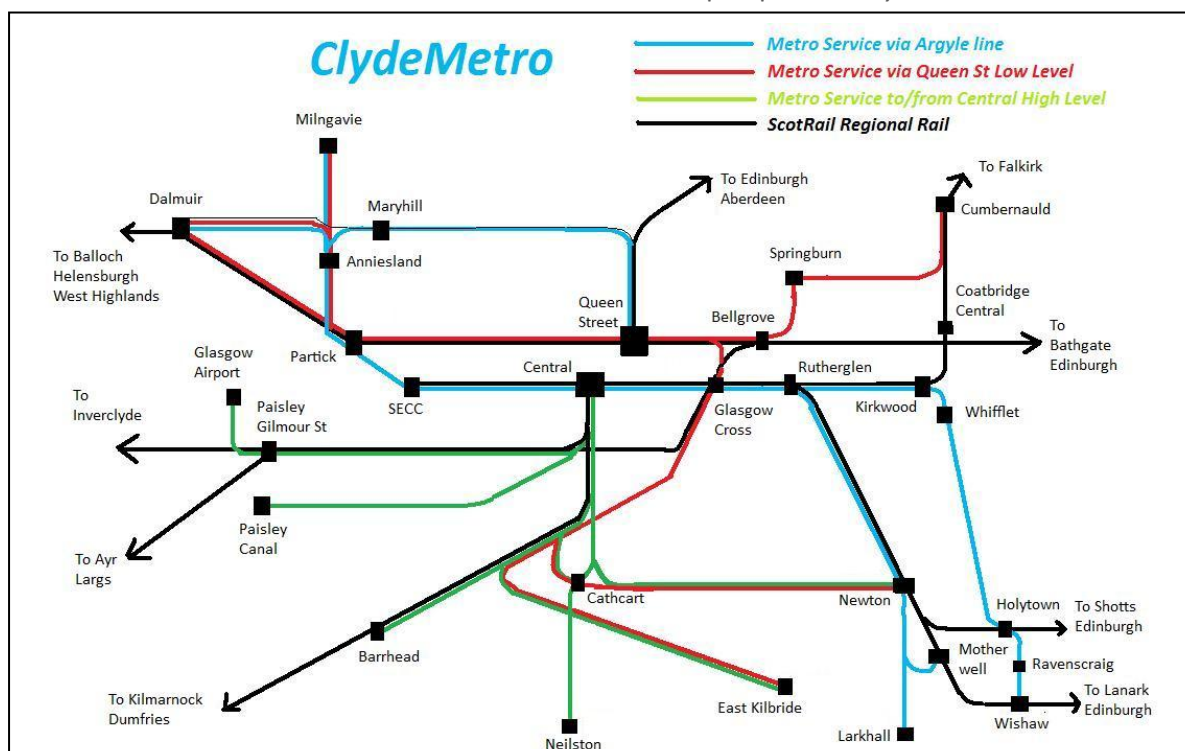 ClydeMetro
Metro Service via Argyle line
Metro Service via Queen St Low Level
Metro Service to/from Central High Level
ScotRail Regional Rail
Milngavie
Dalmuir
Maryhill
To Edinburgh
Aberdeen
To Falkirk
Cumbernauld
To Balloch
Helensburgh
West Highlands
Anniesland
Springburn
Queen
Street
Bellgrove
Coatbridge
Central
To
Bathgate
Edinburgh
Partick
Glasgow
Airport
Central
Rutherglen
To
Inverclyde
Paisley
Gilmour St
SECC
Glasgow
Cross
Kirkwood
Whifflet
Paisley
Canal
To Ayr
Largs
Cathcart
Newton
Holytown
To Shotts
Edinburgh
Barrhead
Mother
well
Ravenscraig
To Kilmarnock
Dumfries
East Kilbride
To Lanark
Edinburgh
Wishaw
Neilston
Larkhall